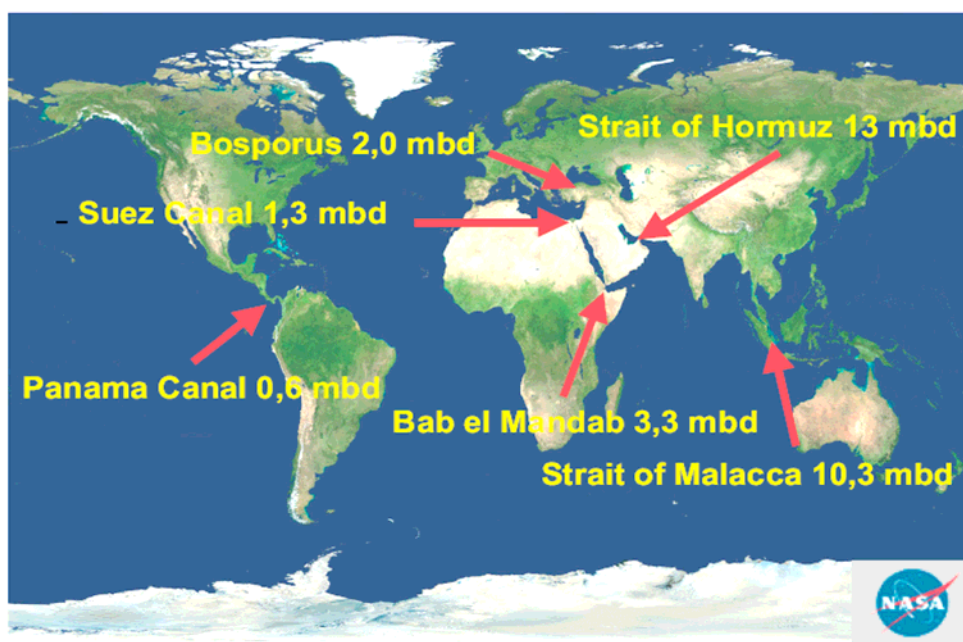 Strait of Hormuz 13 mbd
Bosporus 2,0 mbd
- Suez Canal 1,3 mbd
Panama Canal 0,6 mbd
Bab el Mandab 3,3 mbd
Strait of Malacca 10,3 mbd
NASA